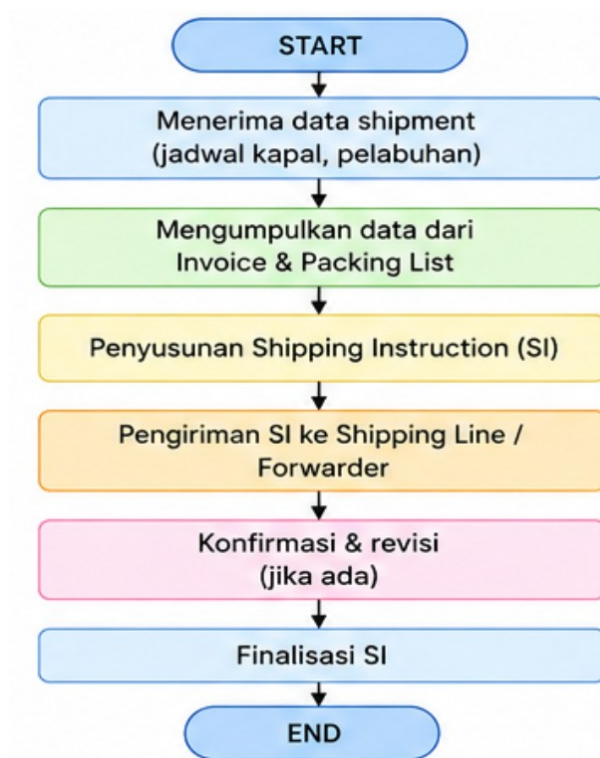 START
Menerima data shipment
(jadwal kapal, pelabuhan)
Mengumpulkan data dari
Invoice & Packing List
Penyusunan Shipping Instruction (SI)
Pengiriman SI ke Shipping Line /
Forwarder
Konfirmasi & revisi
(jika ada)
Finalisasi SI
END